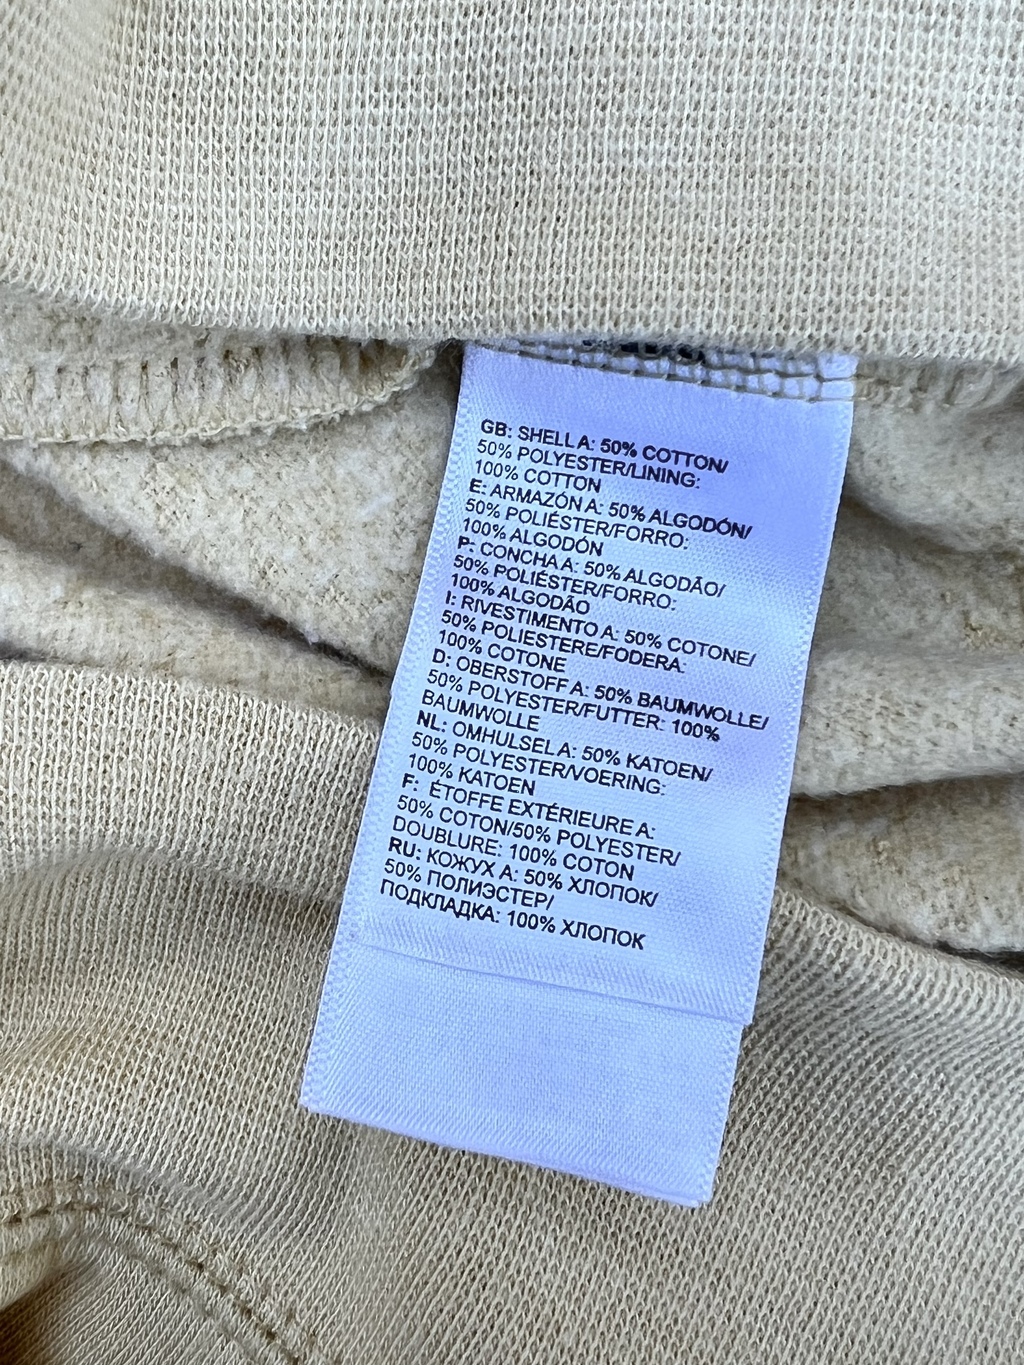 GB: SHELL A: 50% COTTON/
50% POLYESTER/LINING:
100% COTTON
E: ARMAZÓN A: 50% ALGODÓN/
50% POLIÉSTER/FORRO:
100% ALGODÓN
P: CONCHA A: 50% ALGODÃO/
50% POLIÉSTER/FORRO:
100% ALGODÃO
I: RIVESTIMENTO A: 50% COTONE/
50% POLIESTERE/FODERA:
100% COTONE
D: OBERSTOFF A: 50% BAUMWOLLE/
50% POLYESTER/FUTTER: 100%
BAUMWOLLE
NL: OMHULSEL A: 50% KATOEN/
50% POLYESTER/VOERING:
100% KATOEN
F: ÉTOFFE EXTÉRIEURE A:
50% COTON/50% POLYESTER/
DOUBLURE: 100% COTON
RU: КОЖУХ A: 50% ХЛОПОК/
50% ПОЛИЭСТЕР/
ПОДКЛАДКА: 100% ХЛОПОК